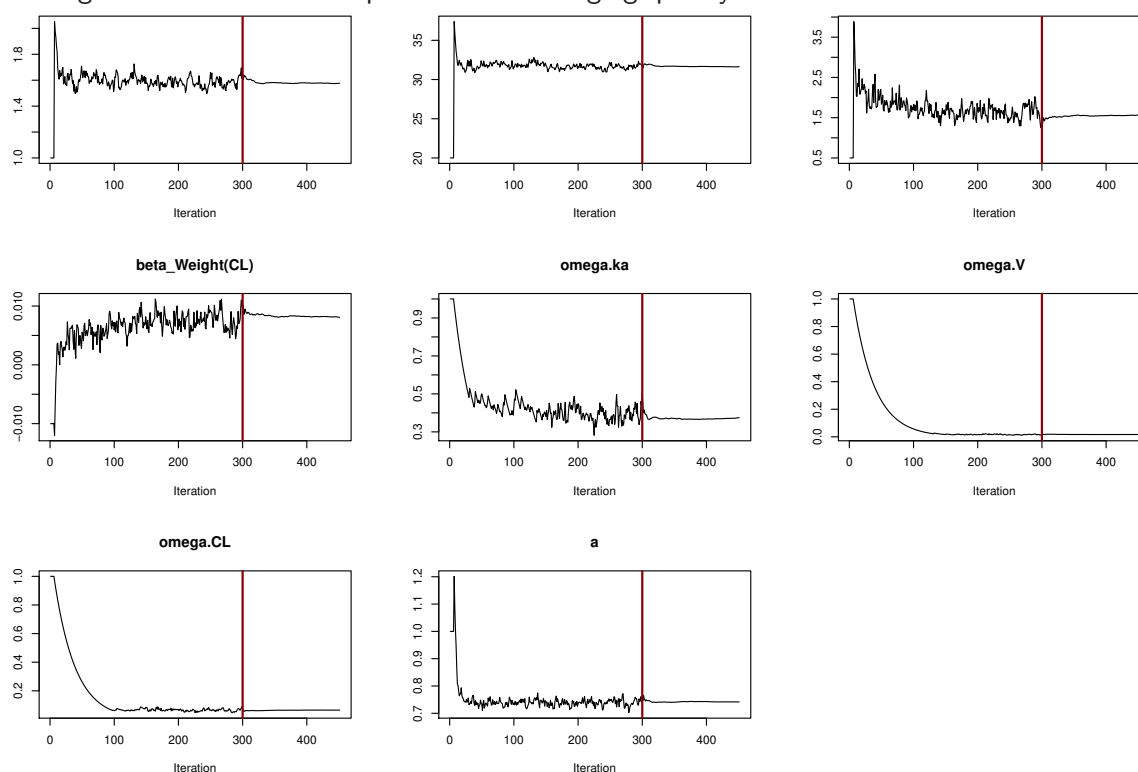 1.0 1.4 1.8
0 100 200 300 400
Iteration
20 25 30 35
0 100 200 300 400
Iteration
0.5 1.5 2.5 3.5
0 100 200 300 400
Iteration
beta_Weight(CL)
−0.010 0.000 0.010
0 100 200 300 400
Iteration
omega.ka
0.3 0.5 0.7 0.9
0 100 200 300 400
Iteration
omega.V
0.0 0.2 0.4 0.6 0.8 1.0
0 100 200 300 400
Iteration
omega.CL
0.2 0.4 0.6 0.8 1.0
0 100 200 300 400
Iteration
a
0.7 0.8 0.9 1.0 1.1 1.2
0 100 200 300 400
Iteration